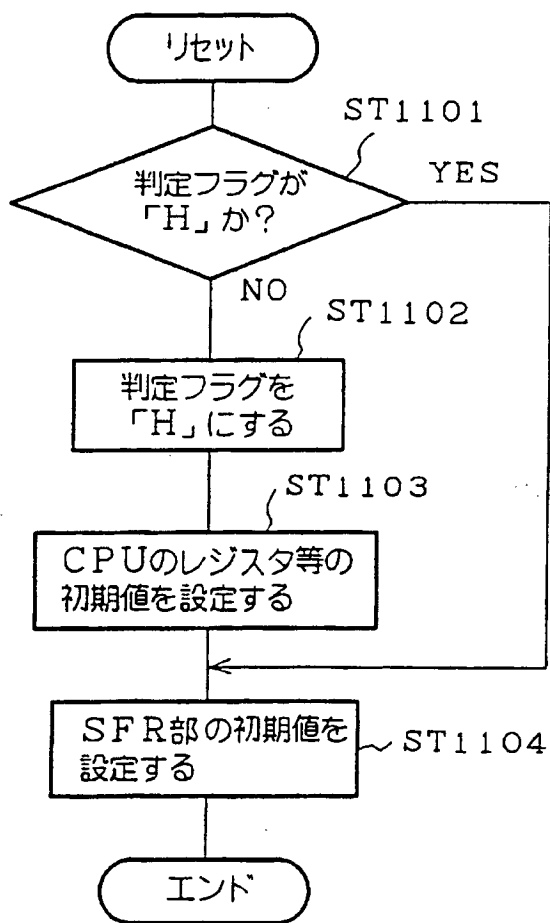 リセット
ST1101
判定フラグが
「H」か?
YES
NO
ST1102
判定フラグを
「H」にする
ST1103
CPUのレジスタ等の
初期値を設定する
SFR部の初期値を
設定する
ST1104
エンド